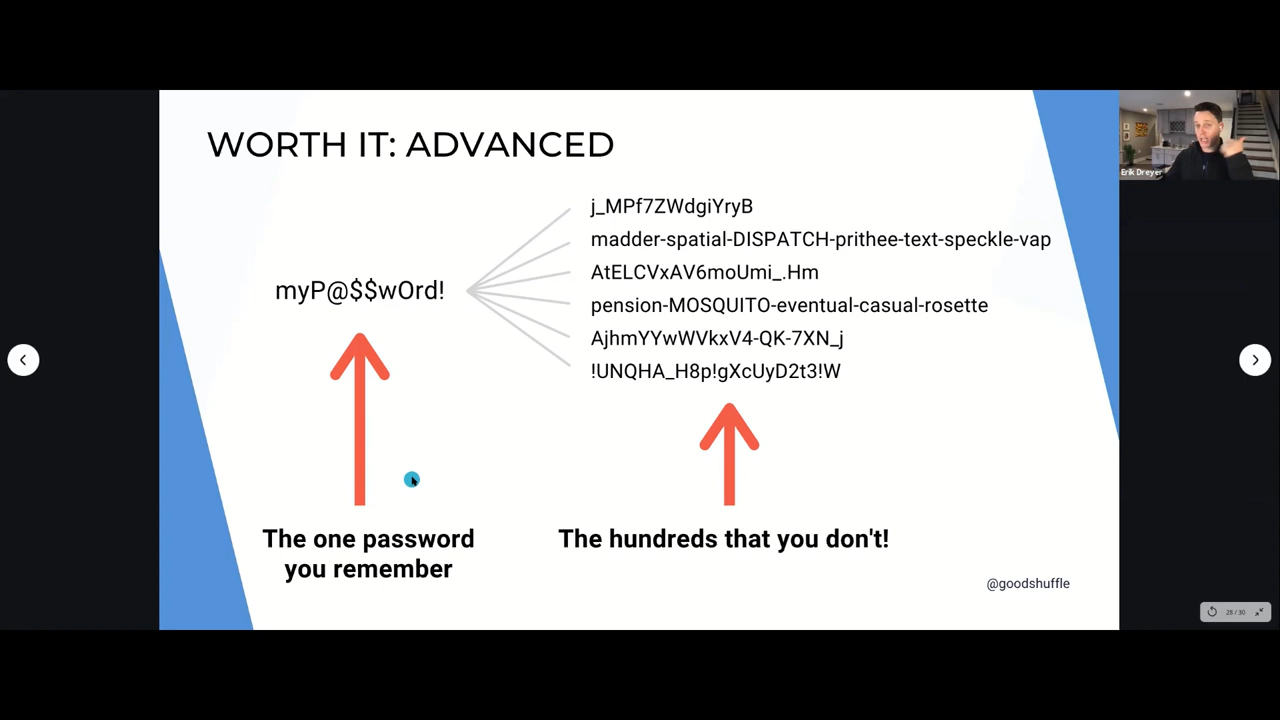 WORTH IT: ADVANCED
Erik Dreyer
myP@$$wOrd!
j_MPf7ZWdgiYryB
madder-spatial-DISPATCH-prithee-text-speckle-vap
AtELCVxAV6moUmi_.Hm
pension-MOSQUITO-eventual-casual-rosette
AjhmYYwWVkxV4-QK-7XN_j
!UNQHA_H8p!gXcUyD2t3!W
The one password
you remember
The hundreds that you don't!
@goodshuffle
28 / 30